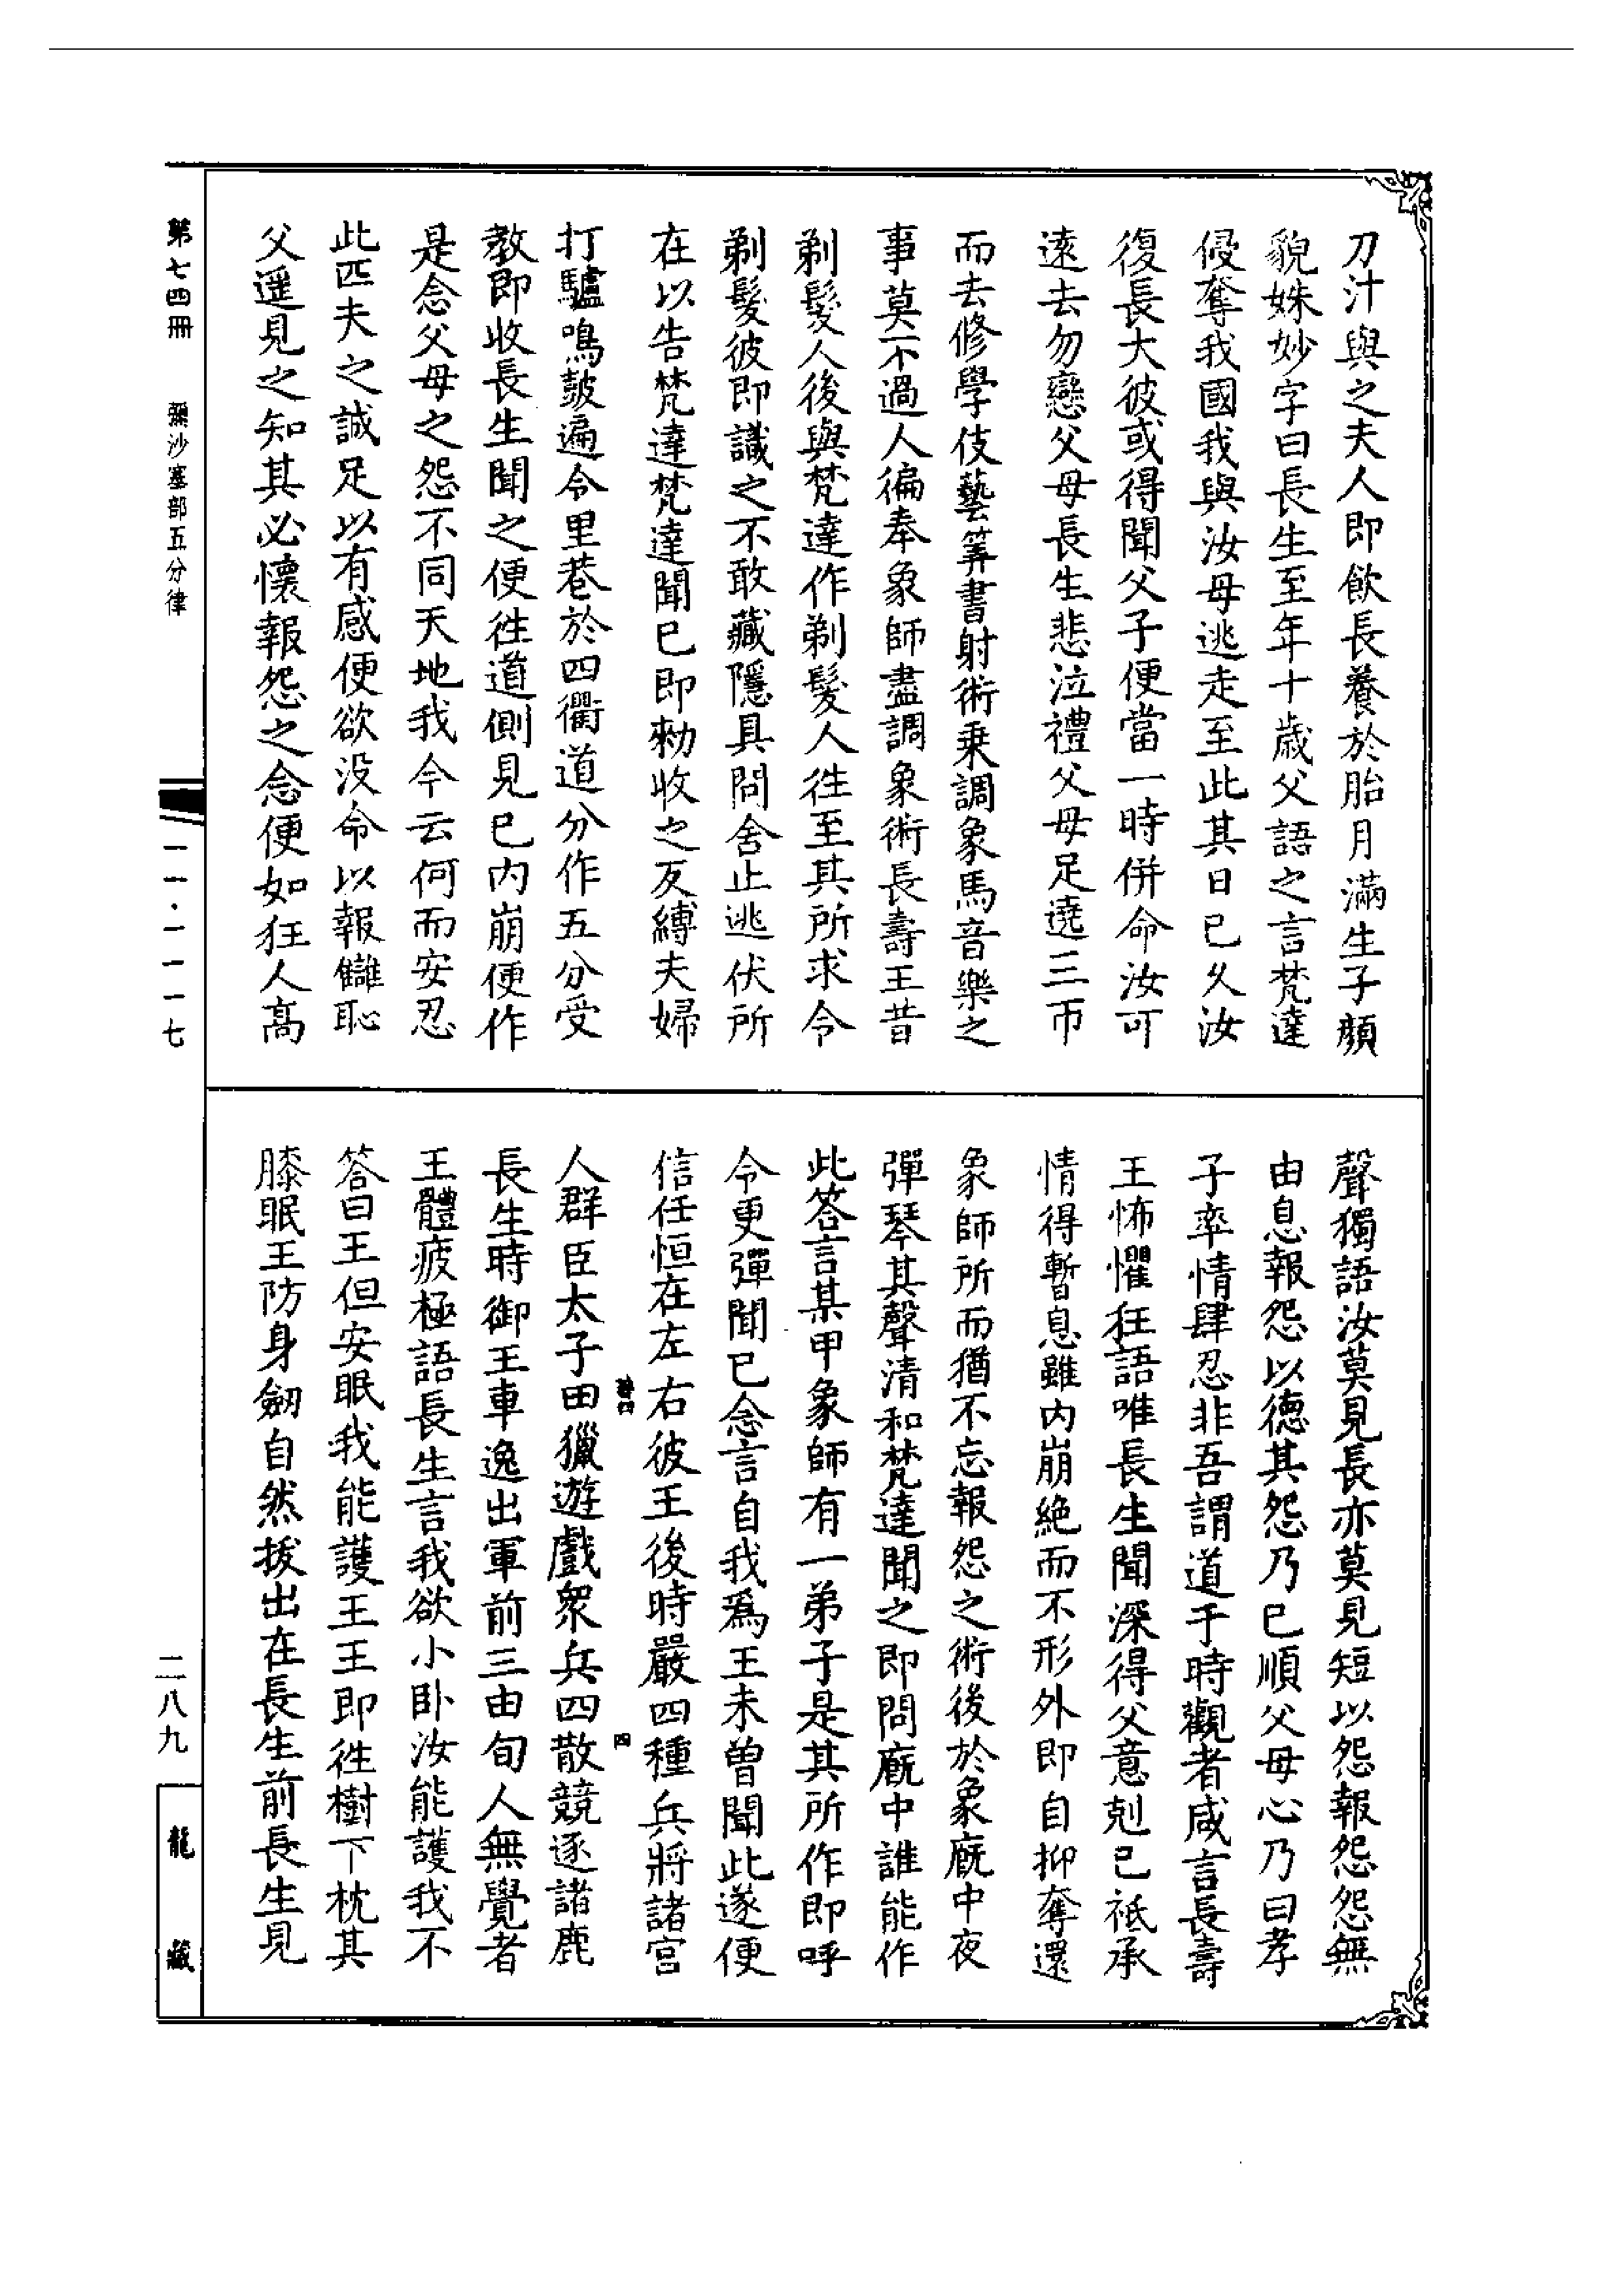 刀汁與之夫人即飲長養於胎月滿生子顏
貌姝妙字曰長生至年十歲父語之言梵達
侵奪我國我與汝母逃走至此其日已久汝
復長大彼或得聞父子便當一時併命汝可
遠去勿戀父母長生悲泣禮父母足遶三帀
而去修學伎藝筭書射術乘調象馬音樂之
事莫不過人徧奉象師盡調象術長壽王昔
剃髮人後與梵達作剃髮人往至其所求令
剃髮彼即識之不敢藏隱具問舍止逃伏所
在以告梵達梵達聞已即勑收之反縛夫婦
打驢鳴皷遍令里巷於四衢道分作五分受
教即收長生聞之便往道側見已內崩便作
是念父母之怨不同天地我今云何而安忍
此匹夫之誠足以有感便欲沒命以報讎恥
父遥見之知其必懷報怨之念便如狂人高
聲獨語汝莫見長亦莫見短以怨報怨怨無
由息報怨以德其怨乃已順父母心乃曰孝
子率情肆忍非吾謂道于時觀者咸言長壽
王怖懼狂語唯長生聞深得父意剋己祇承
情得暫息雖內崩絶而不形外即自抑奪還
象師所而猶不忘報怨之術後於象廐中夜
彈琴其聲清和梵達聞之即問廐中誰能作
此答言某甲象師有一弟子是其所作即呼
令更彈聞已念言自我爲王未曾聞此遂便
信任恒在左右彼王後時嚴四種兵將諸宮
人群臣太子田獵遊戲衆兵四散競逐諸鹿
長生時御王車逸出軍前三由旬人無覺者
王體疲極語長生言我欲小卧汝能護我不
答曰王但安眠我能護王王即往樹下枕其
膝眠王防身劒自然拔出在長生前長生見
四
第七四冊
彌沙塞部五分律
一一·一一一七
二八九
龍藏